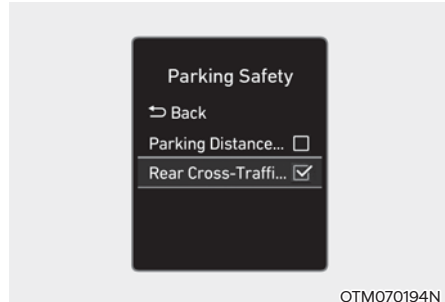 Parking Safety
Back
Parking Distance...
Rear Cross-Traffi...
OTM070194N